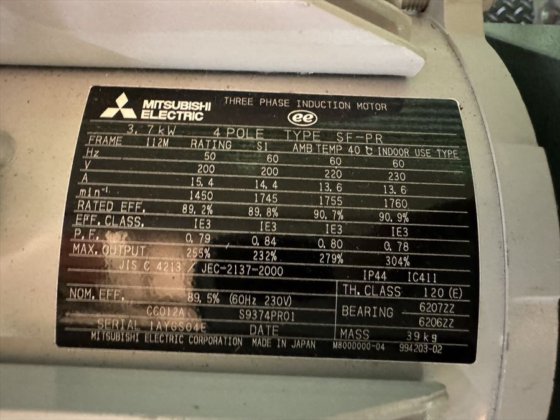 MITSUBISHI ELECTRIC THREE PHASE INDUCTION MOTOR
ee
3.7kW 4 POLE TYPE SF-PR
FRAME 112M RATING S1 AMB TEMP 40℃ INDOOR USE TYPE
Hz 50 60 60 60
V 200 200 220 230
A 15.4 14.4 13.6 13.6
min⁻¹ 1450 1745 1755 1760
RATED EFF. 89.2% 89.8% 90.7% 90.9%
EFF. CLASS. IE3 IE3 IE3 IE3
P.F. 0.79 0.84 0.80 0.78
MAX. OUTPUT 232% 279% 304%
JIS C 4213 / JEC-2137-2000 IP44 IC411
TH.CLASS 120 (E)
NOM.EFF. 89.5% (60Hz 230V)
BEARING 6207ZZ
6206ZZ
CC012A S9374PR01
SERIAL DATE
MASS 39kg
MITSUBISHI ELECTRIC CORPORATION MADE IN JAPAN M8000000-04 994203-02